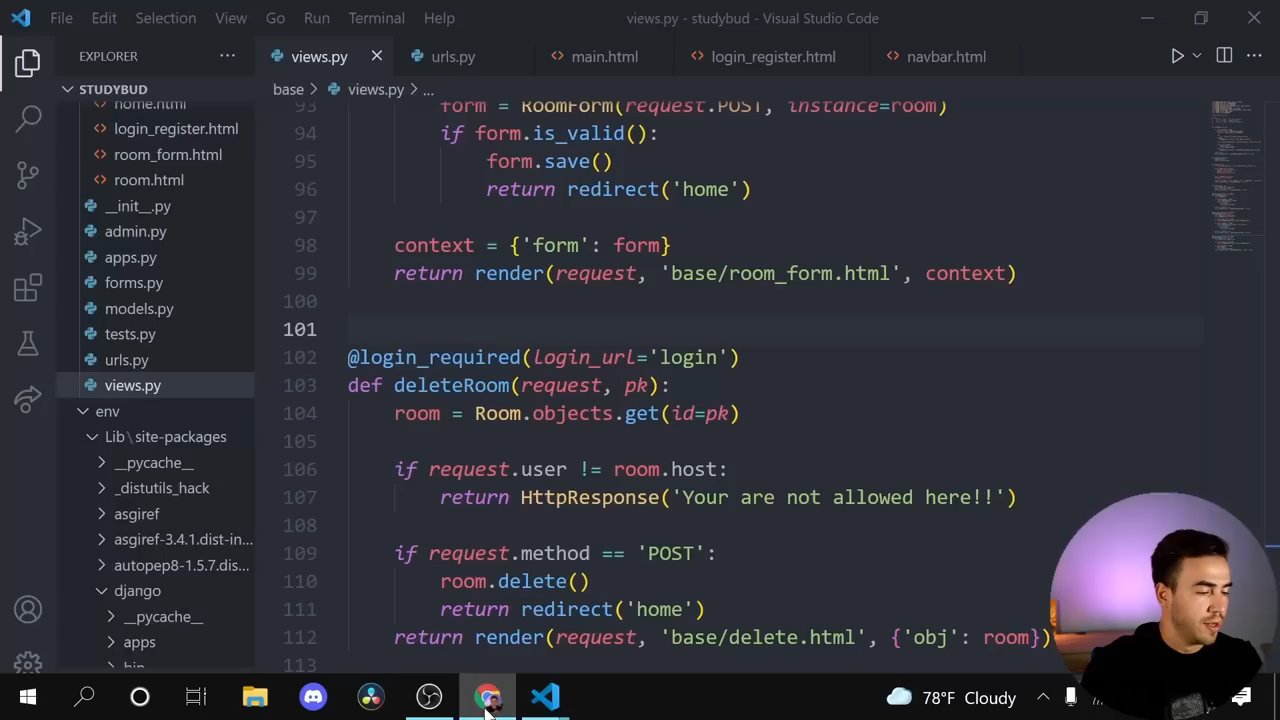 File Edit Selection View Go Run Terminal Help views.py - studybud - Visual Studio Code
EXPLORER
views.py urls.py main.html login_register.html navbar.html
STUDYBUD
base > views.py > ...
home.html
login_register.html
room_form.html
room.html
__init__.py
admin.py
apps.py
forms.py
models.py
tests.py
urls.py
views.py
env
Lib\site-packages
__pycache__
_distutils_hack
asgiref
asgiref-3.4.1.dist-in...
autopep8-1.5.7.dis...
django
__pycache__
apps
bin
93 form = RoomForm(request.POST, instance=room)
94 if form.is_valid():
95 form.save()
96 return redirect('home')
97
98 context = {'form': form}
99 return render(request, 'base/room_form.html', context)
100
101
102 @login_required(login_url='login')
103 def deleteRoom(request, pk):
104 room = Room.objects.get(id=pk)
105
106 if request.user != room.host:
107 return HttpResponse('Your are not allowed here!!')
108
109 if request.method == 'POST':
110 room.delete()
111 return redirect('home')
112 return render(request, 'base/delete.html', {'obj': room})
113
78°F Cloudy